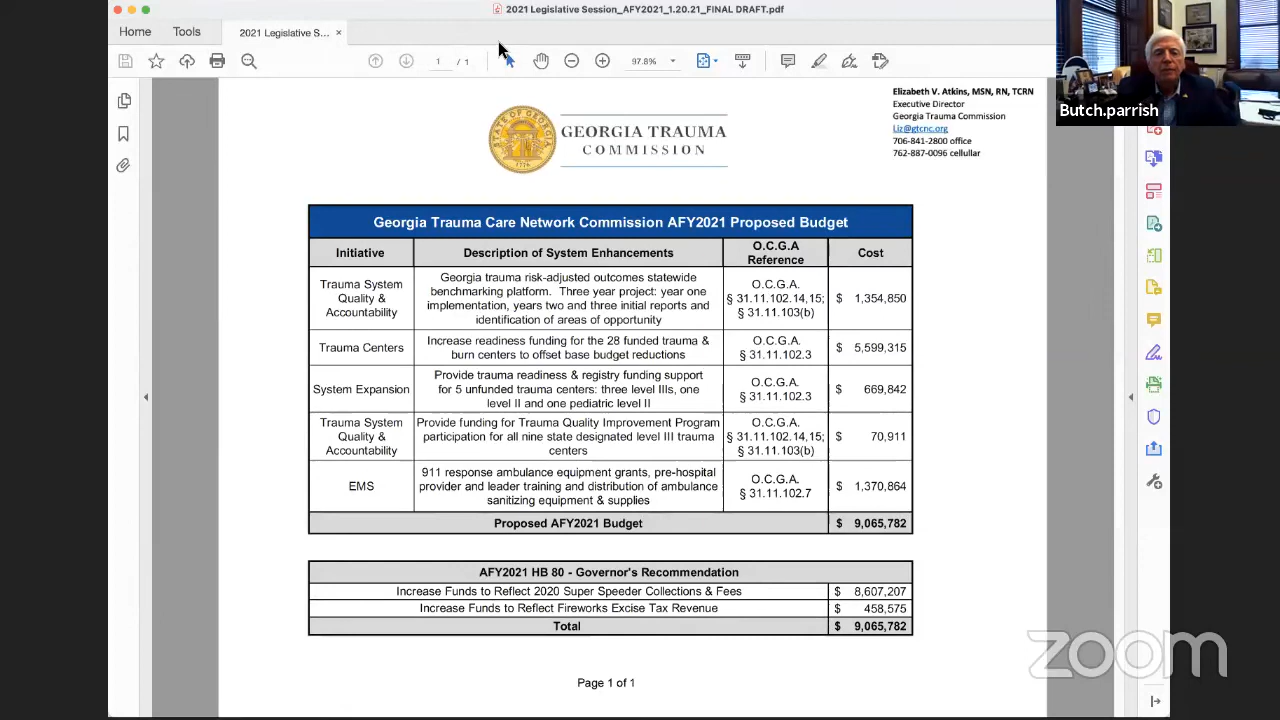 2021 Legislative Session_AFY2021_1.20.21_FINAL DRAFT.pdf
Home
Tools
2021 Legislative S...
×
1 / 1
97.8%
Butch.parrish
Elizabeth V. Atkins, MSN, RN, TCRN
Executive Director
Georgia Trauma Commission
Liz@gtcnc.org
706-841-2800 office
762-887-0096 cellullar
STATE OF GEORGIA
1776
GEORGIA TRAUMA
COMMISSION
Georgia Trauma Care Network Commission AFY2021 Proposed Budget
Initiative
Description of System Enhancements
O.C.G.A
Reference
Cost
Trauma System
Quality &
Accountability
Georgia trauma risk-adjusted outcomes statewide
benchmarking platform. Three year project: year one
implementation, years two and three initial reports and
identification of areas of opportunity
O.C.G.A.
§ 31.11.102.14,15;
§ 31.11.103(b)
$ 1,354,850
Trauma Centers
Increase readiness funding for the 28 funded trauma &
burn centers to offset base budget reductions
O.C.G.A.
§ 31.11.102.3
$ 5,599,315
System Expansion
Provide trauma readiness & registry funding support
for 5 unfunded trauma centers: three level IIIs, one
level II and one pediatric level II
O.C.G.A.
§ 31.11.102.3
$ 669,842
Trauma System
Quality &
Accountability
Provide funding for Trauma Quality Improvement Program
participation for all nine state designated level III trauma
centers
O.C.G.A.
§ 31.11.102.14,15;
§ 31.11.103(b)
$ 70,911
EMS
911 response ambulance equipment grants, pre-hospital
provider and leader training and distribution of ambulance
sanitizing equipment & supplies
O.C.G.A.
§ 31.11.102.7
$ 1,370,864
Proposed AFY2021 Budget
$ 9,065,782
AFY2021 HB 80 - Governor's Recommendation
Increase Funds to Reflect 2020 Super Speeder Collections & Fees
$ 8,607,207
Increase Funds to Reflect Fireworks Excise Tax Revenue
$ 458,575
Total
$ 9,065,782
Page 1 of 1
zoom